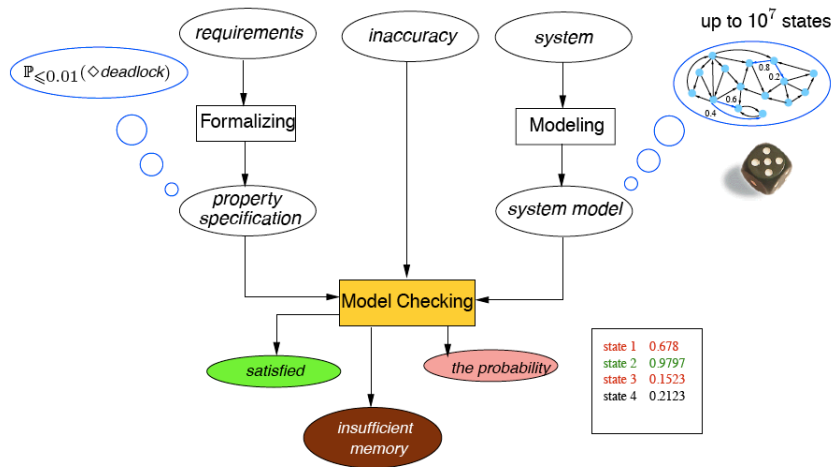 requirements
inaccuracy
system
up to 10⁷ states
ℙ⩽0.01(◇deadlock)
0.8
0.2
0.6
0.4
Formalizing
Modeling
property
specification
system model
Model Checking
satisfied
the probability
insufficient
memory
state 1 0.678
state 2 0.9797
state 3 0.1523
state 4 0.2123